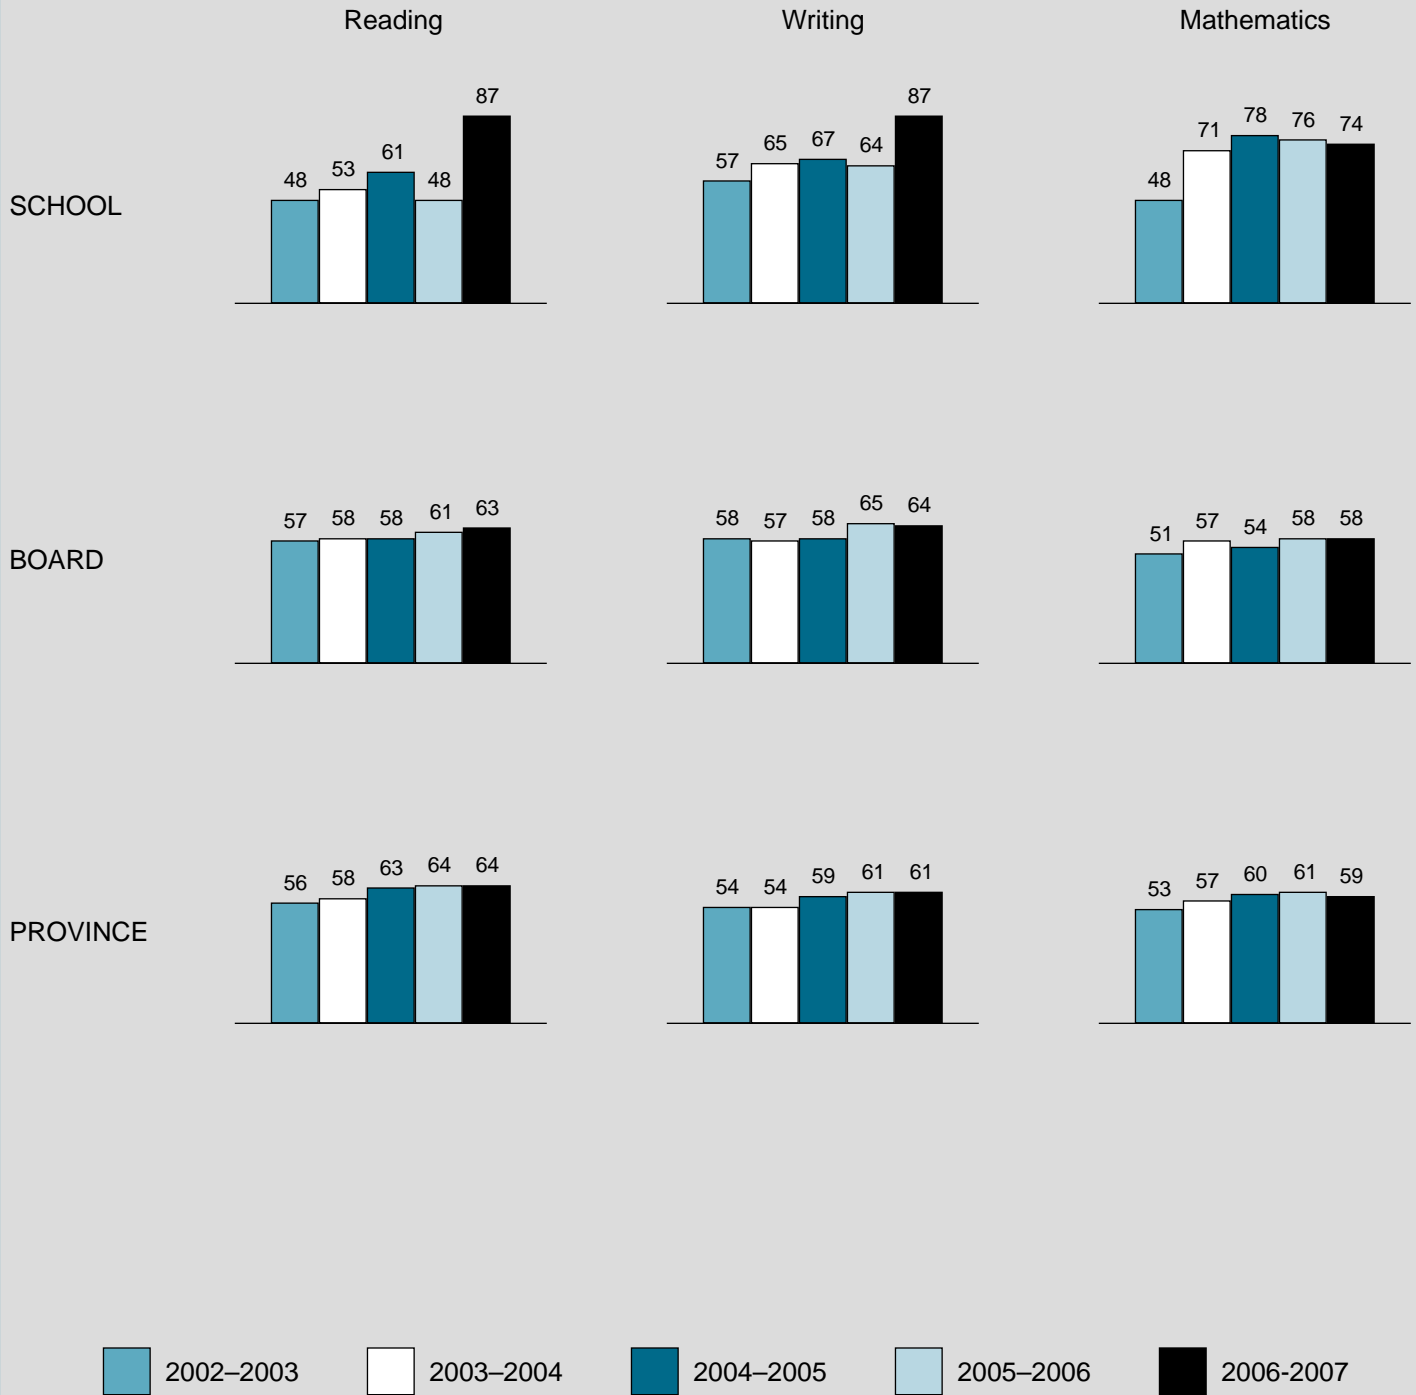 Reading Writing Mathematics
SCHOOL
48 53 61 48 87
57 65 67 64 87
48 71 78 76 74
BOARD
57 58 58 61 63
58 57 58 65 64
51 57 54 58 58
PROVINCE
56 58 63 64 64
54 54 59 61 61
53 57 60 61 59
2002–2003 2003–2004 2004–2005 2005–2006 2006-2007